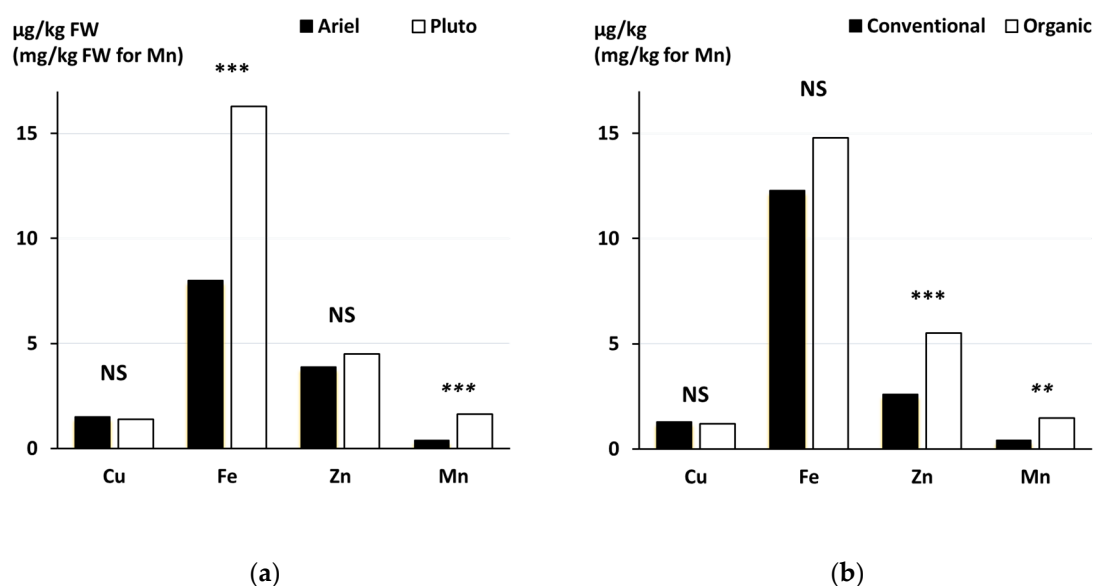 µg/kg FW
(mg/kg FW for Mn)
Ariel Pluto
***
15
10
5
0
NS
NS
***
Cu Fe Zn Mn
(a)
µg/kg
(mg/kg for Mn)
Conventional Organic
NS
15
10
5
0
NS
***
**
Cu Fe Zn Mn
(b)